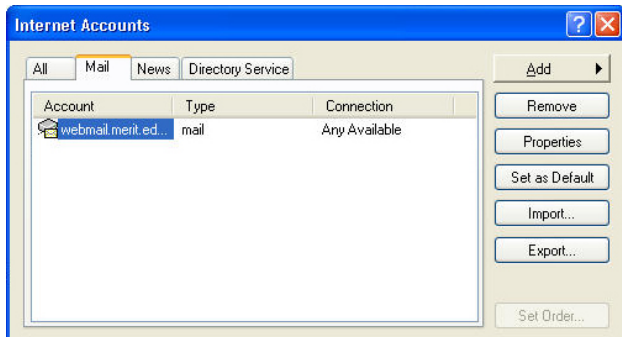 Internet Accounts
All Mail News Directory Service
Account Type Connection
webmail.merit.ed... mail Any Available
Add
Remove
Properties
Set as Default
Import...
Export...
Set Order...